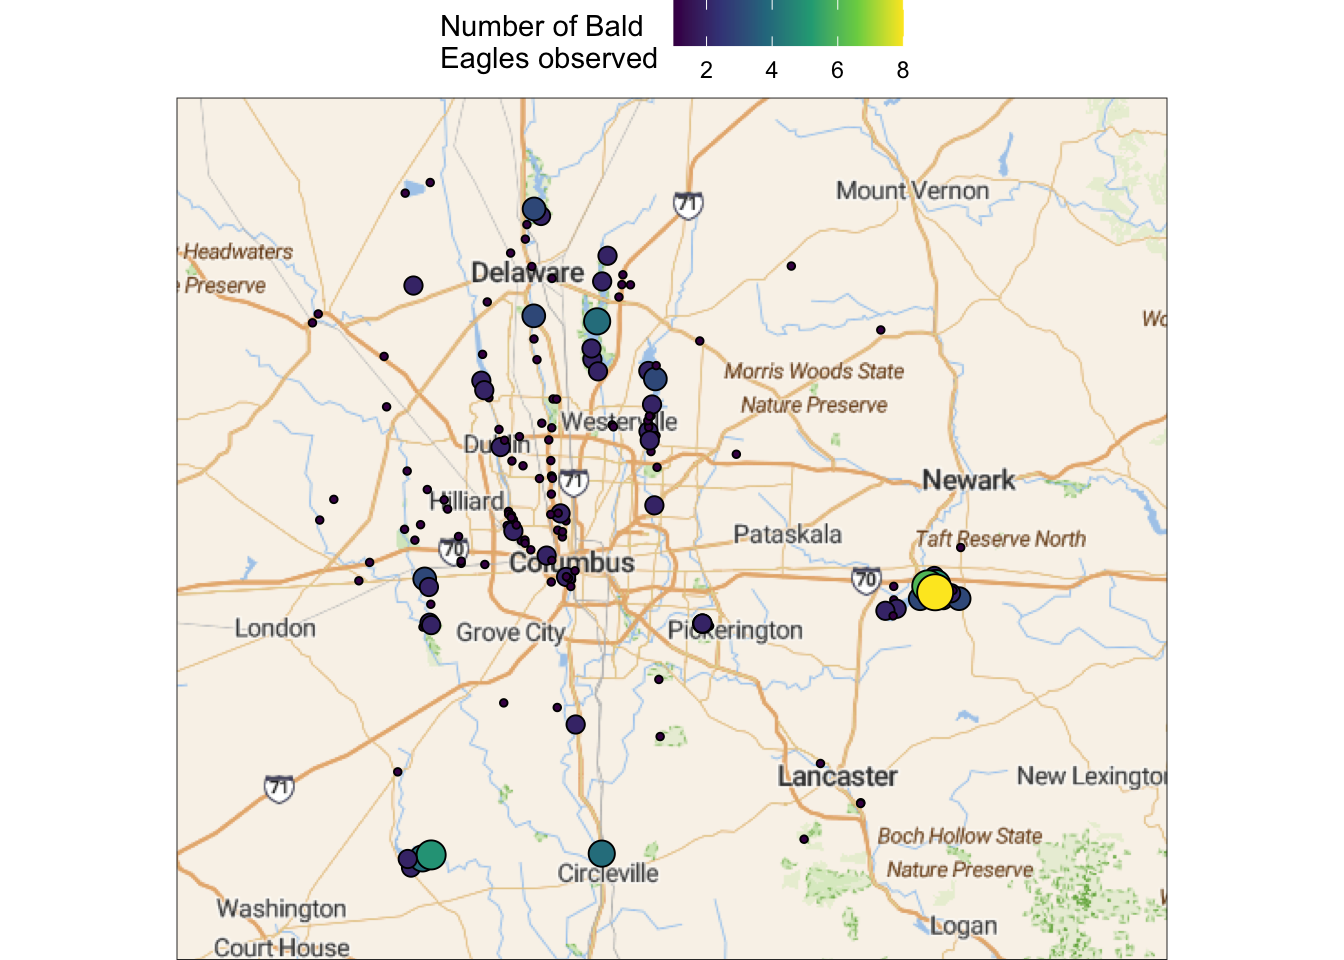 Number of Bald
Eagles observed
2 4 6 8
Mount Vernon
71
Headwaters
Preserve
Delaware
Morris Woods State
Nature Preserve
Westerville
Dublin
71
Newark
Hilliard
Pataskala
Taft Reserve North
70
Columbus
70
London
Grove City
Pickerington
Lancaster
New Lexington
71
Boch Hollow State
Nature Preserve
Circleville
Washington
Court House
Logan